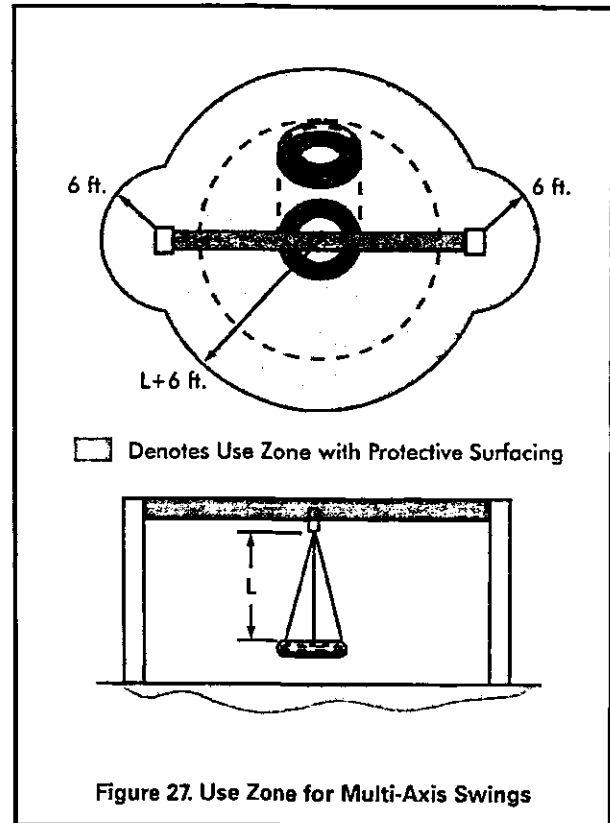 6 ft.
6 ft.
L+6 ft.
Denotes Use Zone with Protective Surfacing
L
Figure 27. Use Zone for Multi-Axis Swings